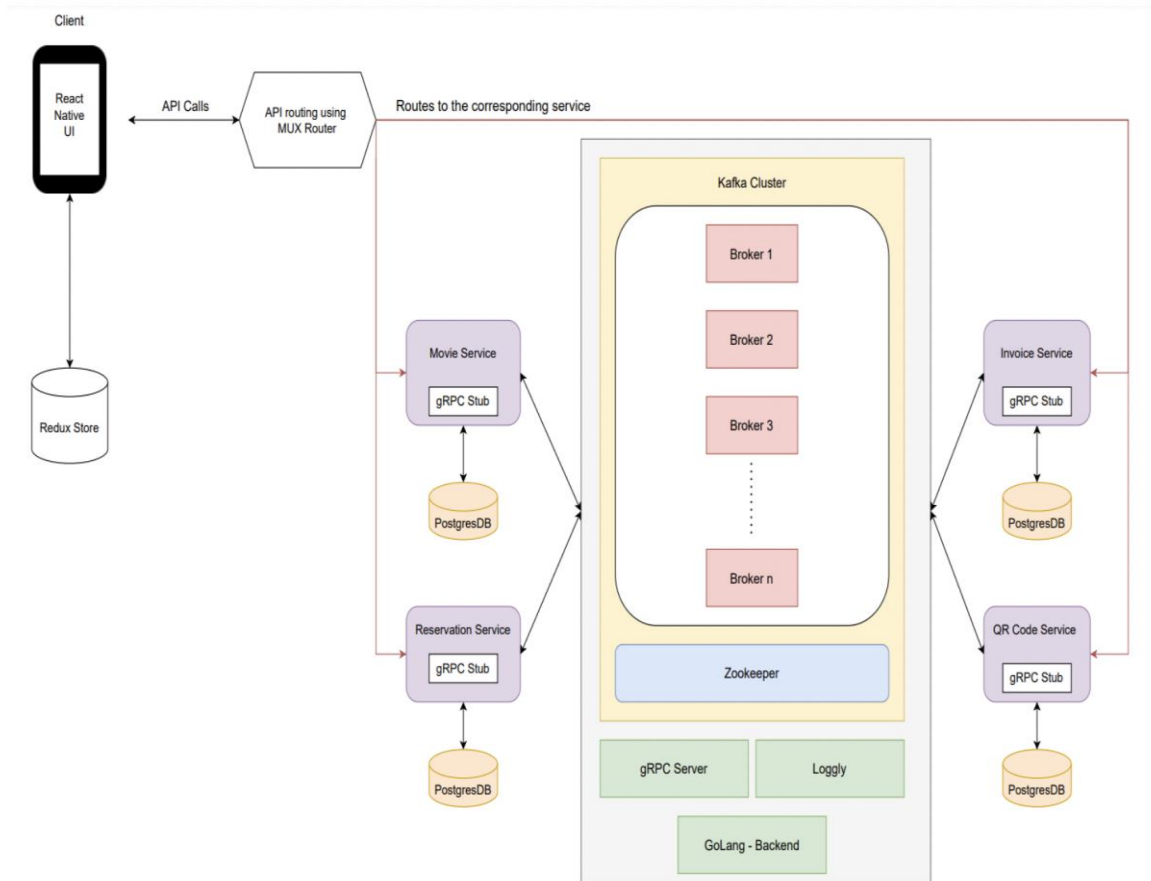 Client
React
Native
UI
API Calls
API routing using
MUX Router
Routes to the corresponding service
Kafka Cluster
Broker 1
Broker 2
Broker 3
Broker n
Zookeeper
gRPC Server
Loggly
GoLang - Backend
Redux Store
Movie Service
gRPC Stub
PostgresDB
Reservation Service
gRPC Stub
PostgresDB
Invoice Service
gRPC Stub
PostgresDB
QR Code Service
gRPC Stub
PostgresDB